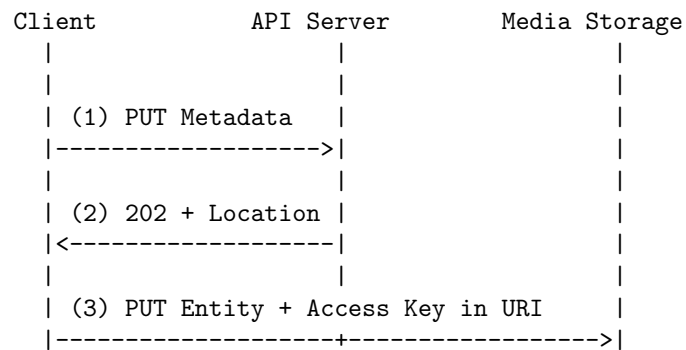 Client API Server Media Storage
(1) PUT Metadata
(2) 202 + Location
(3) PUT Entity + Access Key in URI